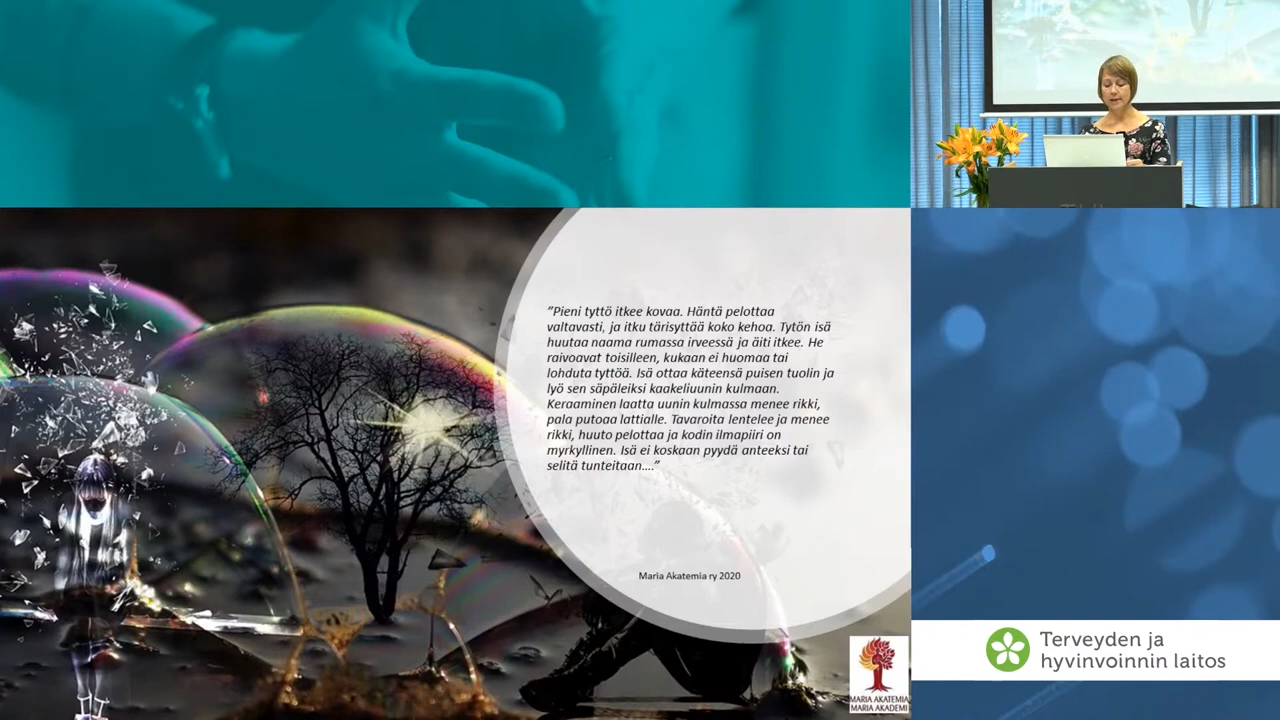 "Pieni tyttö itkee kovaa. Häntä pelottaa
valtavasti, ja itku tärisyttää koko kehoa. Tytön isä
huutaa naama rumassa irveessä ja äiti itkee. He
raivoavat toisilleen, kukaan ei huomaa tai
lohduta tyttöä. Isä ottaa käteensä puisen tuolin ja
lyö sen säpäleiksi kaakeliuunin kulmaan.
Keraaminen laatta uunin kulmassa menee rikki,
pala putoaa lattialle. Tavaroita lentelee ja menee
rikki, huuto pelottaa ja kodin ilmapiiri on
myrkyllinen. Isä ei koskaan pyydä anteeksi tai
selitä tunteitaan...."
Maria Akatemia ry 2020
MARIA AKATEMIA
MARIA AKADEMI
Terveyden ja
hyvinvoinnin laitos